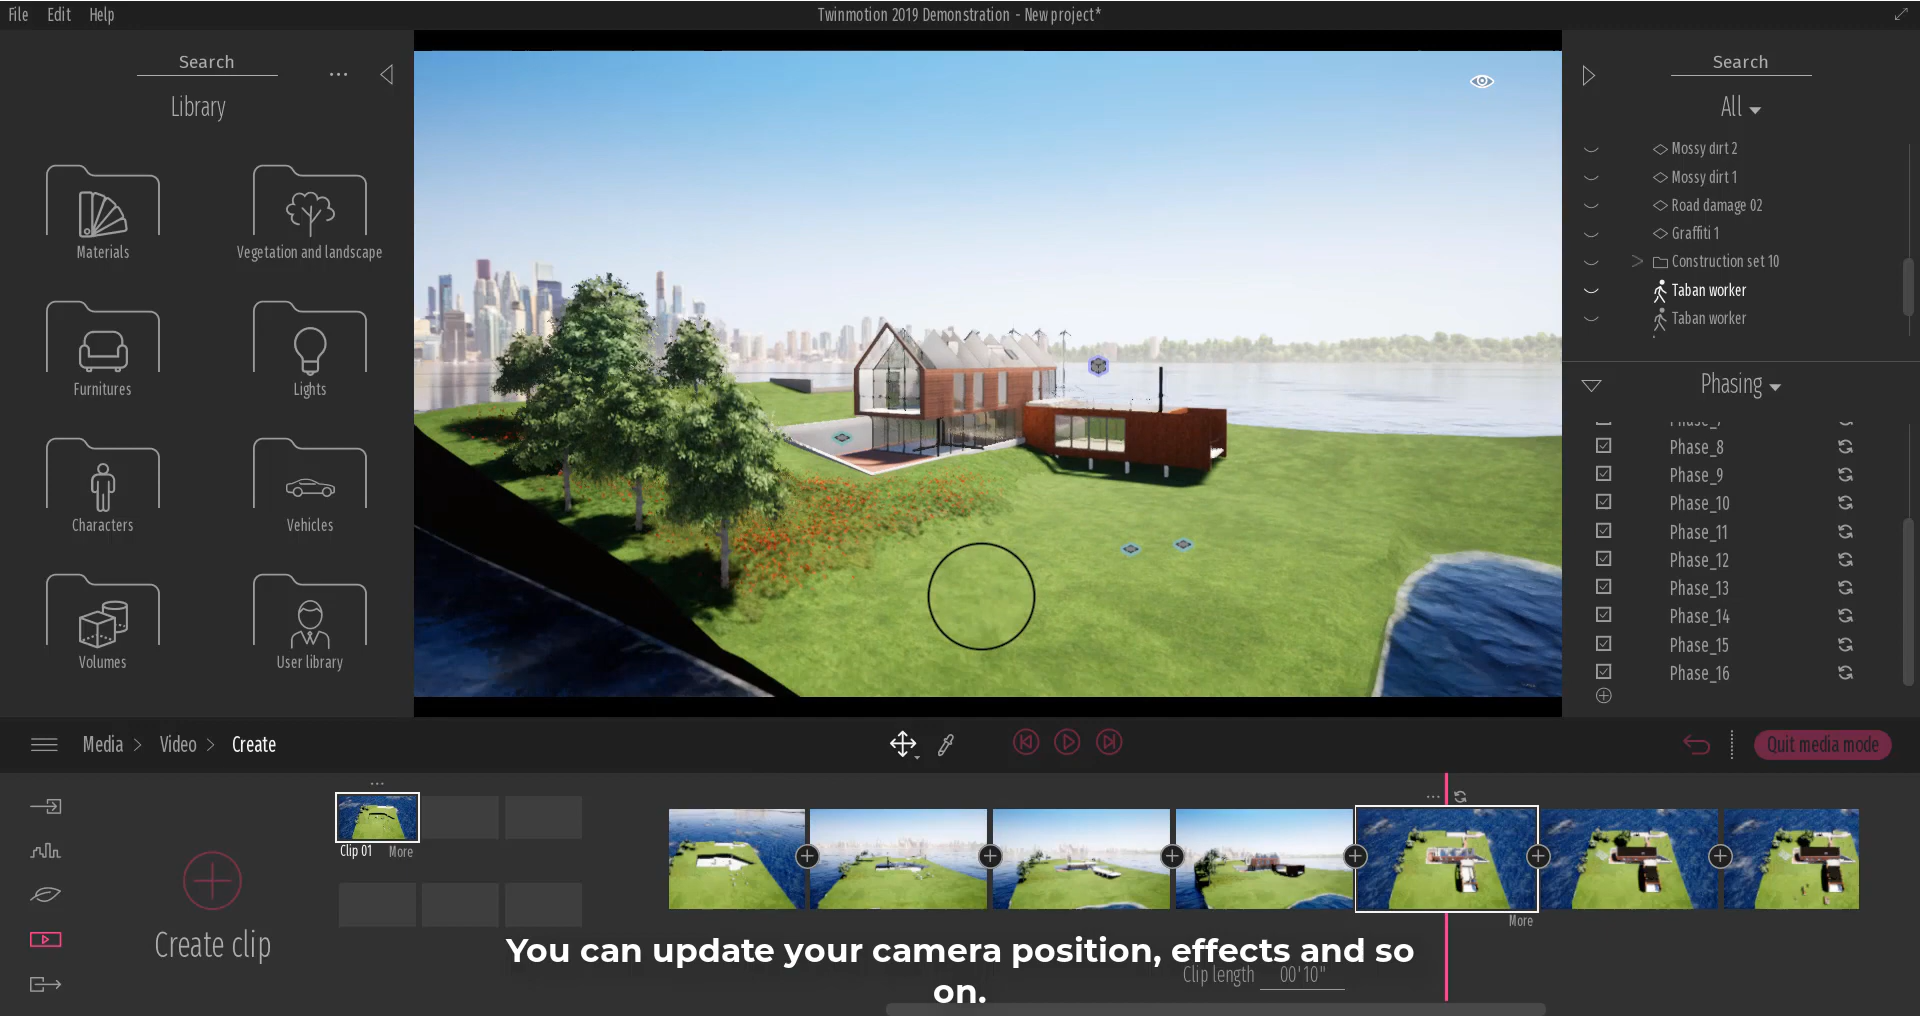 File Edit Help
Twinmotion 2019 Demonstration - New project*
Search
Library
Materials
Vegetation and landscape
Furnitures
Lights
Characters
Vehicles
Volumes
User library
Search
All
Mossy dirt 2
Mossy dirt 1
Road damage 02
Graffiti 1
Construction set 10
Taban worker
Taban worker
Phasing
Phase_7
Phase_8
Phase_9
Phase_10
Phase_11
Phase_12
Phase_13
Phase_14
Phase_15
Phase_16
Media > Video > Create
Quit media mode
Create clip
Clip 01 More
More
Clip length 00'10"
You can update your camera position, effects and so
on.